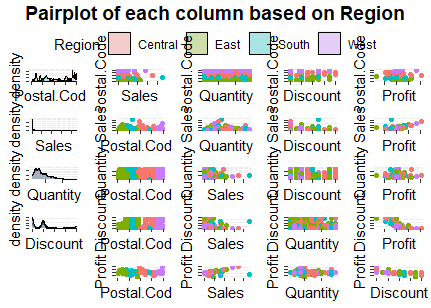 Pairplot of each column based on Region
Region Central East South West
density Postal.Cod Postal.Code Sales Postal.Code Quantity Postal.Code Discount Postal.Code Profit
density Sales Sales Postal.Cod Sales Quantity Sales Discount Sales Profit
density Quantity Quantity Postal.Cod Quantity Sales Quantity Discount Quantity Profit
density Discount Discount Postal.Cod Discount Sales Discount Quantity Discount Profit
Profit Postal.Cod Profit Sales Profit Quantity Profit Discount